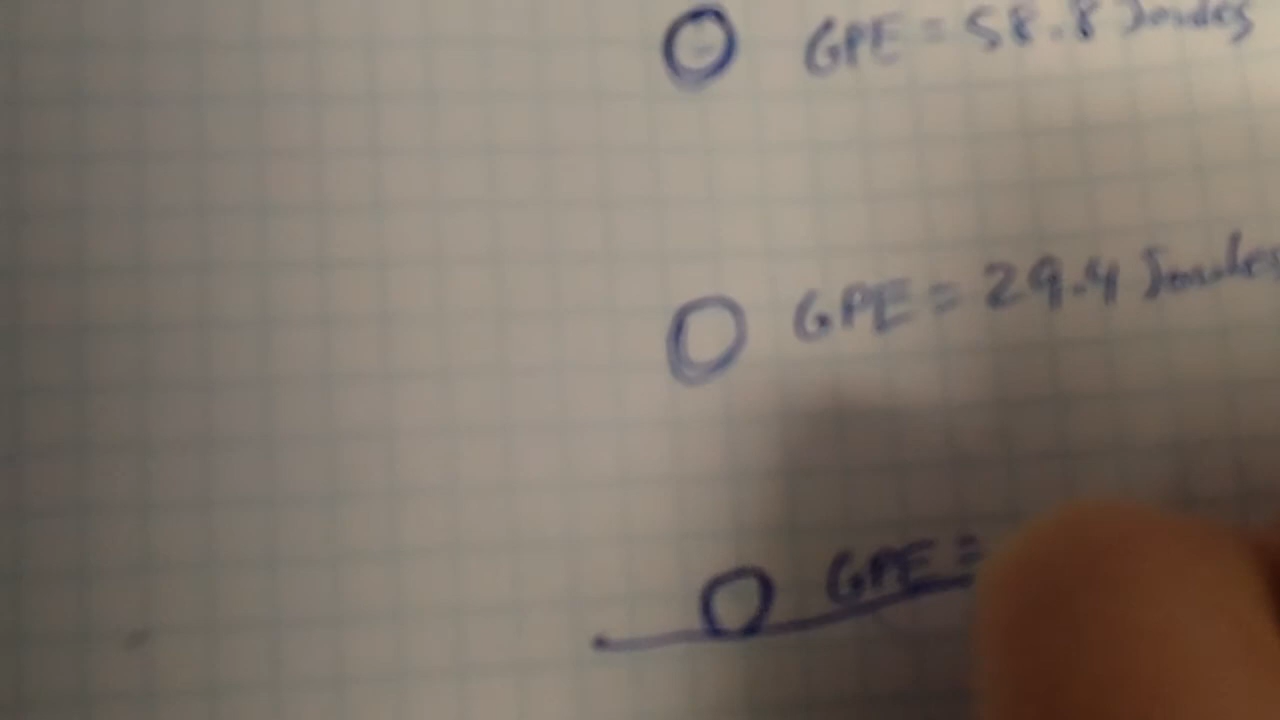 GPE = 58.8 Joules
GPE = 29.4 Joules
GPE =